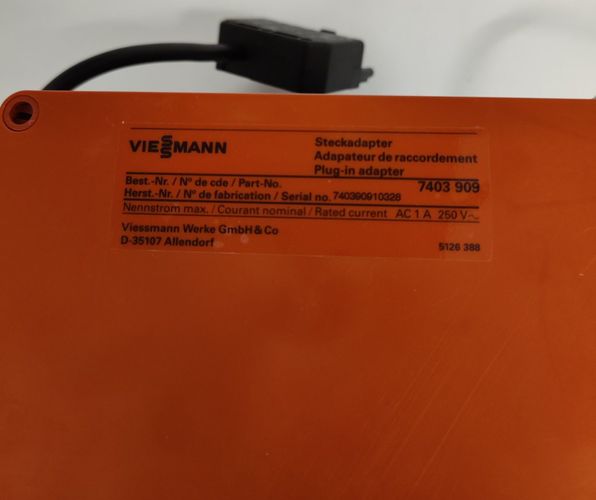 VIESMANN
Steckadapter
Adapateur de raccordement
Plug-in adapter
Best.-Nr. / N° de cde / Part-No. 7403 909
Herst.-Nr. / N° de fabrication / Serial no. 740390910328
Nennstrom max. / Courant nominal / Rated current AC 1 A 250 V~
Viessmann Werke GmbH & Co
D-35107 Allendorf
5126 388